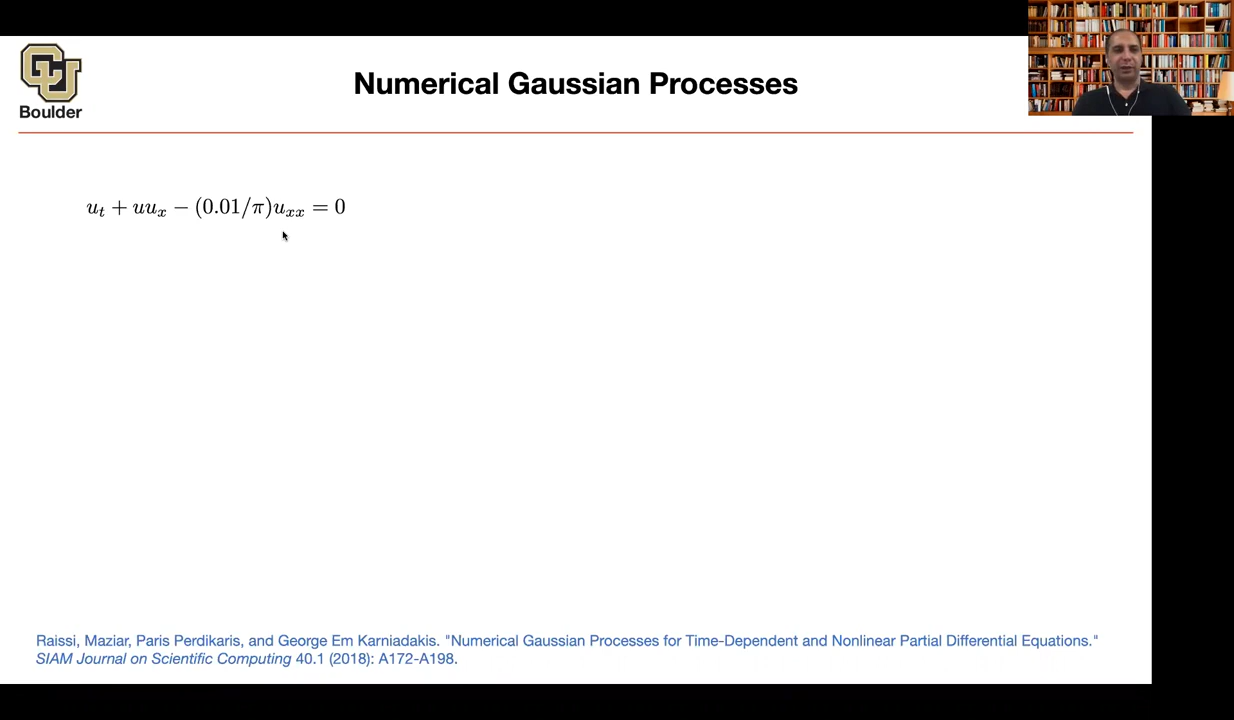 Boulder
Numerical Gaussian Processes
u_t + uu_x − (0.01/π)u_{xx} = 0
Raissi, Maziar, Paris Perdikaris, and George Em Karniadakis. "Numerical Gaussian Processes for Time-Dependent and Nonlinear Partial Differential Equations."
SIAM Journal on Scientific Computing 40.1 (2018): A172-A198.